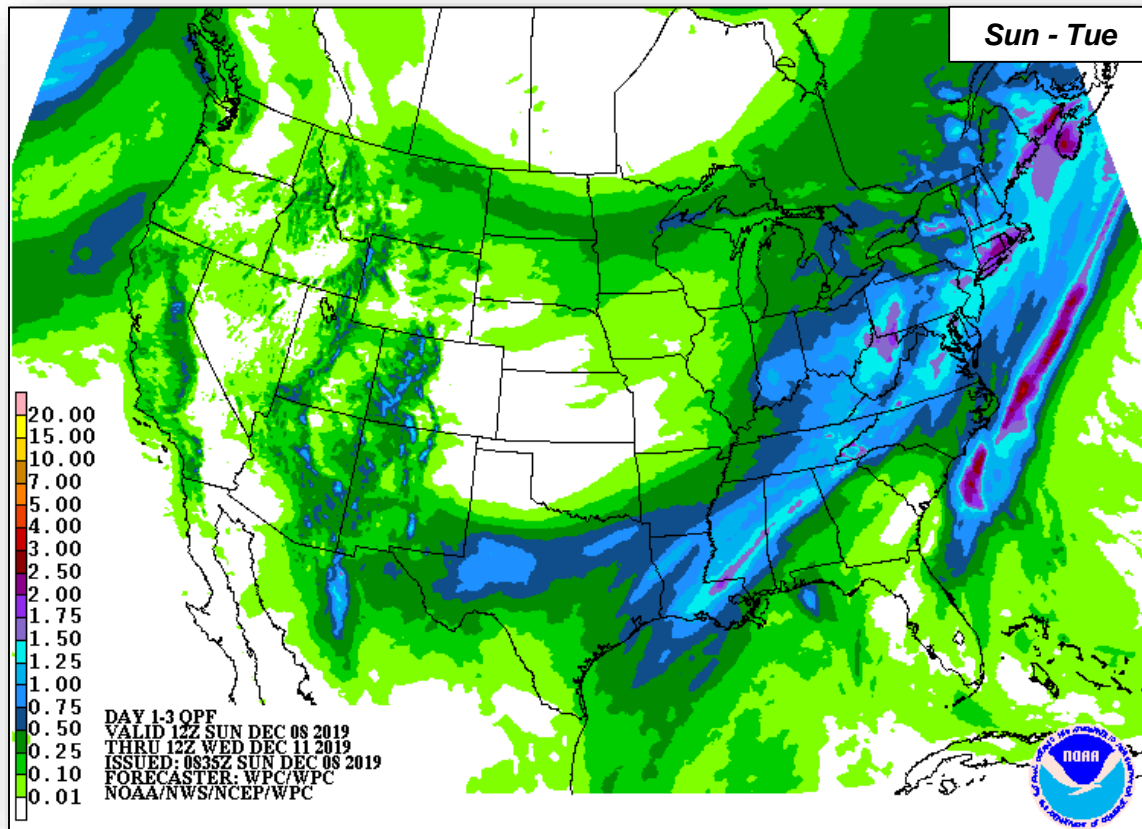 Sun - Tue
20.00
15.00
10.00
7.00
5.00
4.00
3.00
2.50
2.00
1.75
1.50
1.25
1.00
0.75
0.50
0.25
0.10
0.01
DAY 1-3 QPF
VALID 12Z SUN DEC 08 2019
THRU 12Z WED DEC 11 2019
ISSUED: 0835Z SUN DEC 08 2019
FORECASTER: WPC/WPC
NOAA/NWS/NCEP/WPC
NOAA